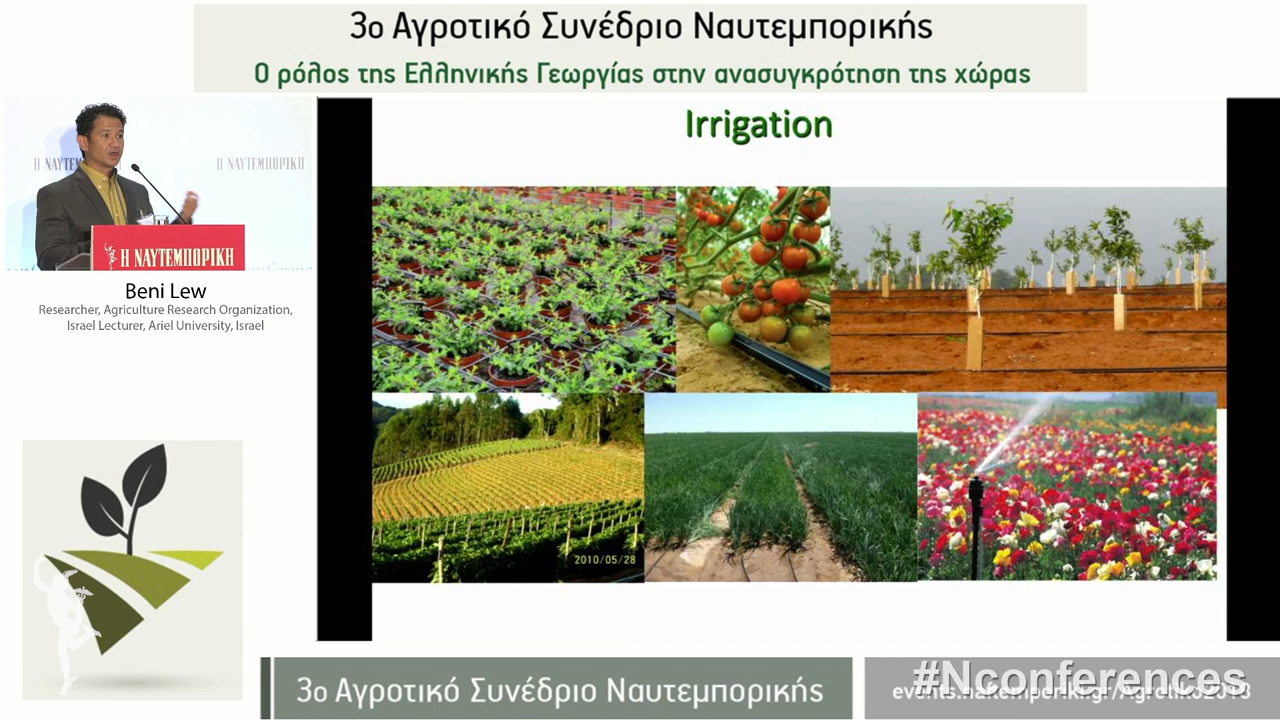 3ο Αγροτικό Συνέδριο Ναυτεμπορικής
Ο ρόλος της Ελληνικής Γεωργίας στην ανασυγκρότηση της χώρας
Irrigation
Η ΝΑΥΤΕΜΠΟΡΙΚΗ
Η ΝΑΥΤΕΜΠΟΡΙΚΗ
Beni Lew
Researcher, Agriculture Research Organization,
Israel Lecturer, Ariel University, Israel
2010/05/28
3ο Αγροτικό Συνέδριο Ναυτεμπορικής
#Nconferences